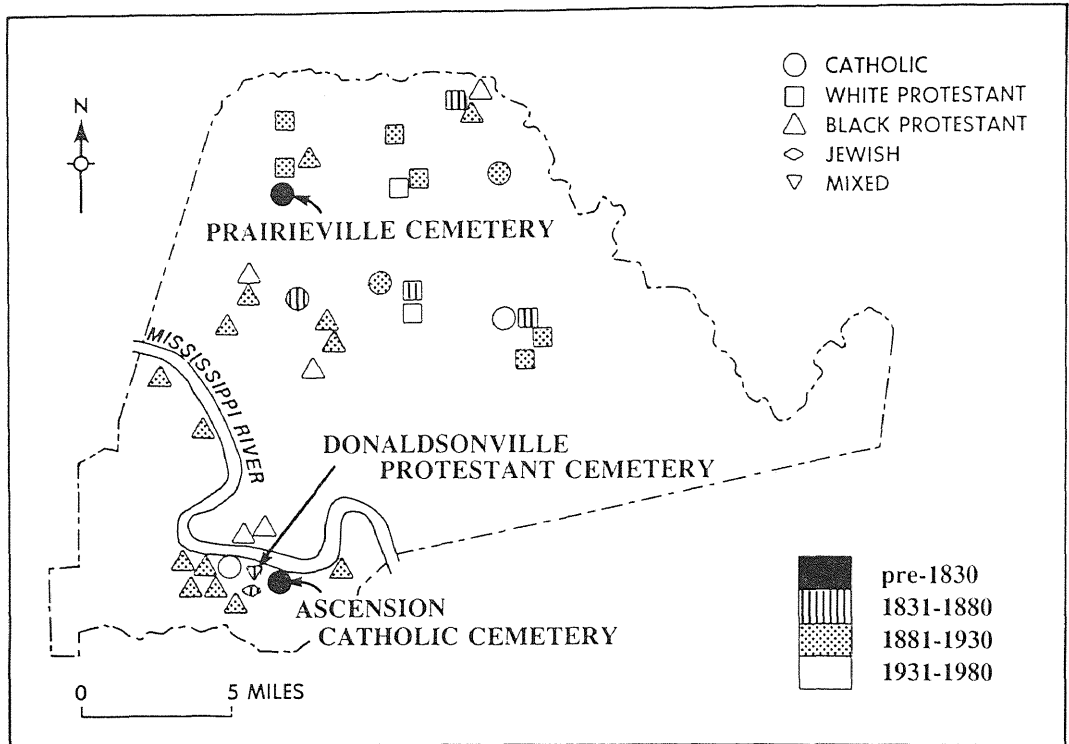 N
CATHOLIC
WHITE PROTESTANT
BLACK PROTESTANT
JEWISH
MIXED
PRAIRIEVILLE CEMETERY
MISSISSIPPI RIVER
DONALDSONVILLE
PROTESTANT CEMETERY
ASCENSION
CATHOLIC CEMETERY
pre-1830
1831-1880
1881-1930
1931-1980
0 5 MILES